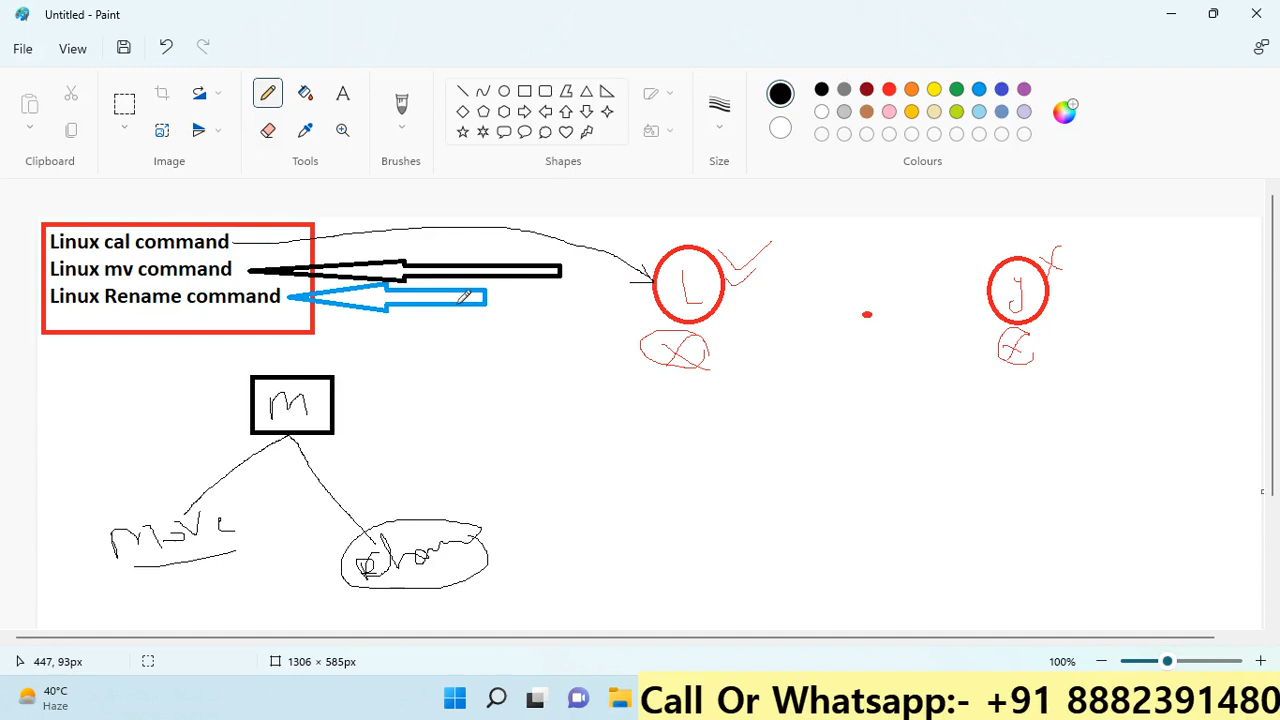 Untitled - Paint
File View
Clipboard Image Tools Brushes Shapes Size Colours
A
Linux cal command
Linux mv command
Linux Rename command
L
y
m
move
447, 93px
1306 × 585px
100%
40°C
Haze
Call Or Whatsapp:- +91 8882391480